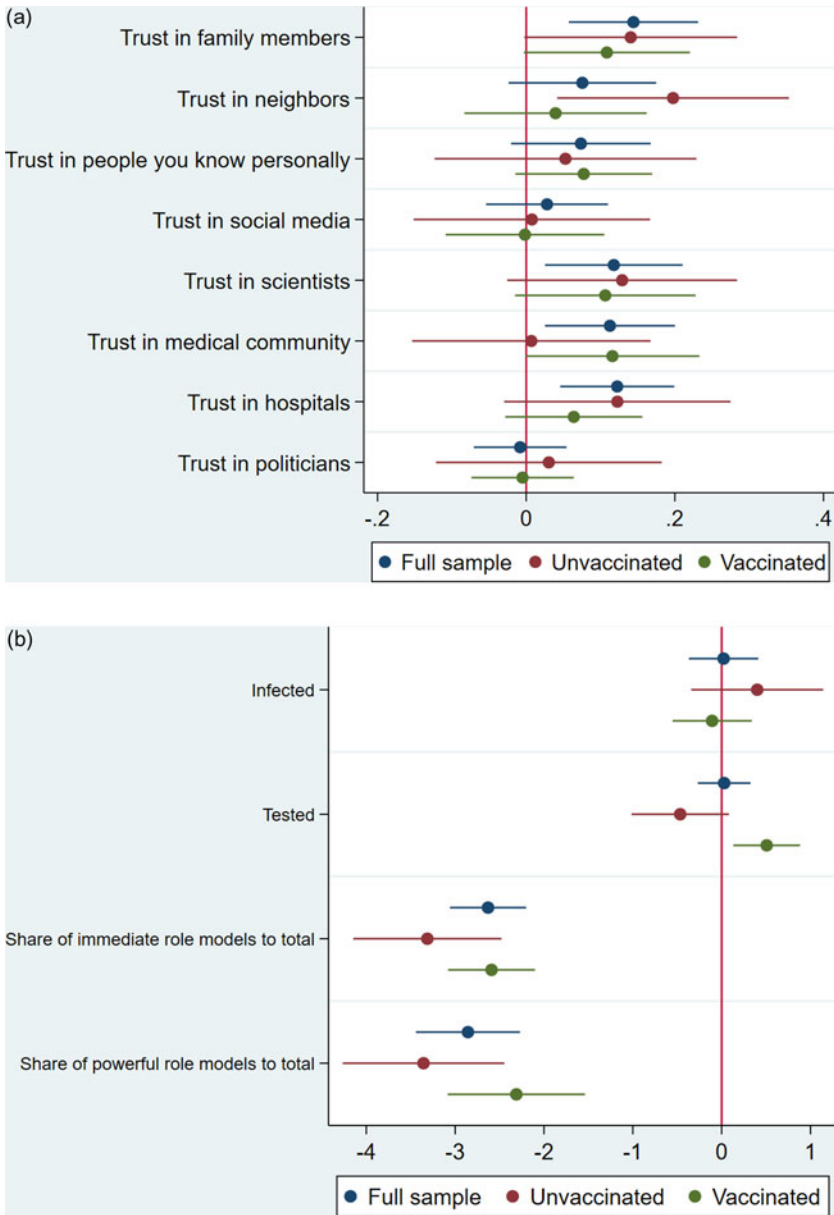 (a)
Trust in family members
Trust in neighbors
Trust in people you know personally
Trust in social media
Trust in scientists
Trust in medical community
Trust in hospitals
Trust in politicians
-.2 0 .2 .4
Full sample Unvaccinated Vaccinated
(b)
Infected
Tested
Share of immediate role models to total
Share of powerful role models to total
-4 -3 -2 -1 0 1
Full sample Unvaccinated Vaccinated